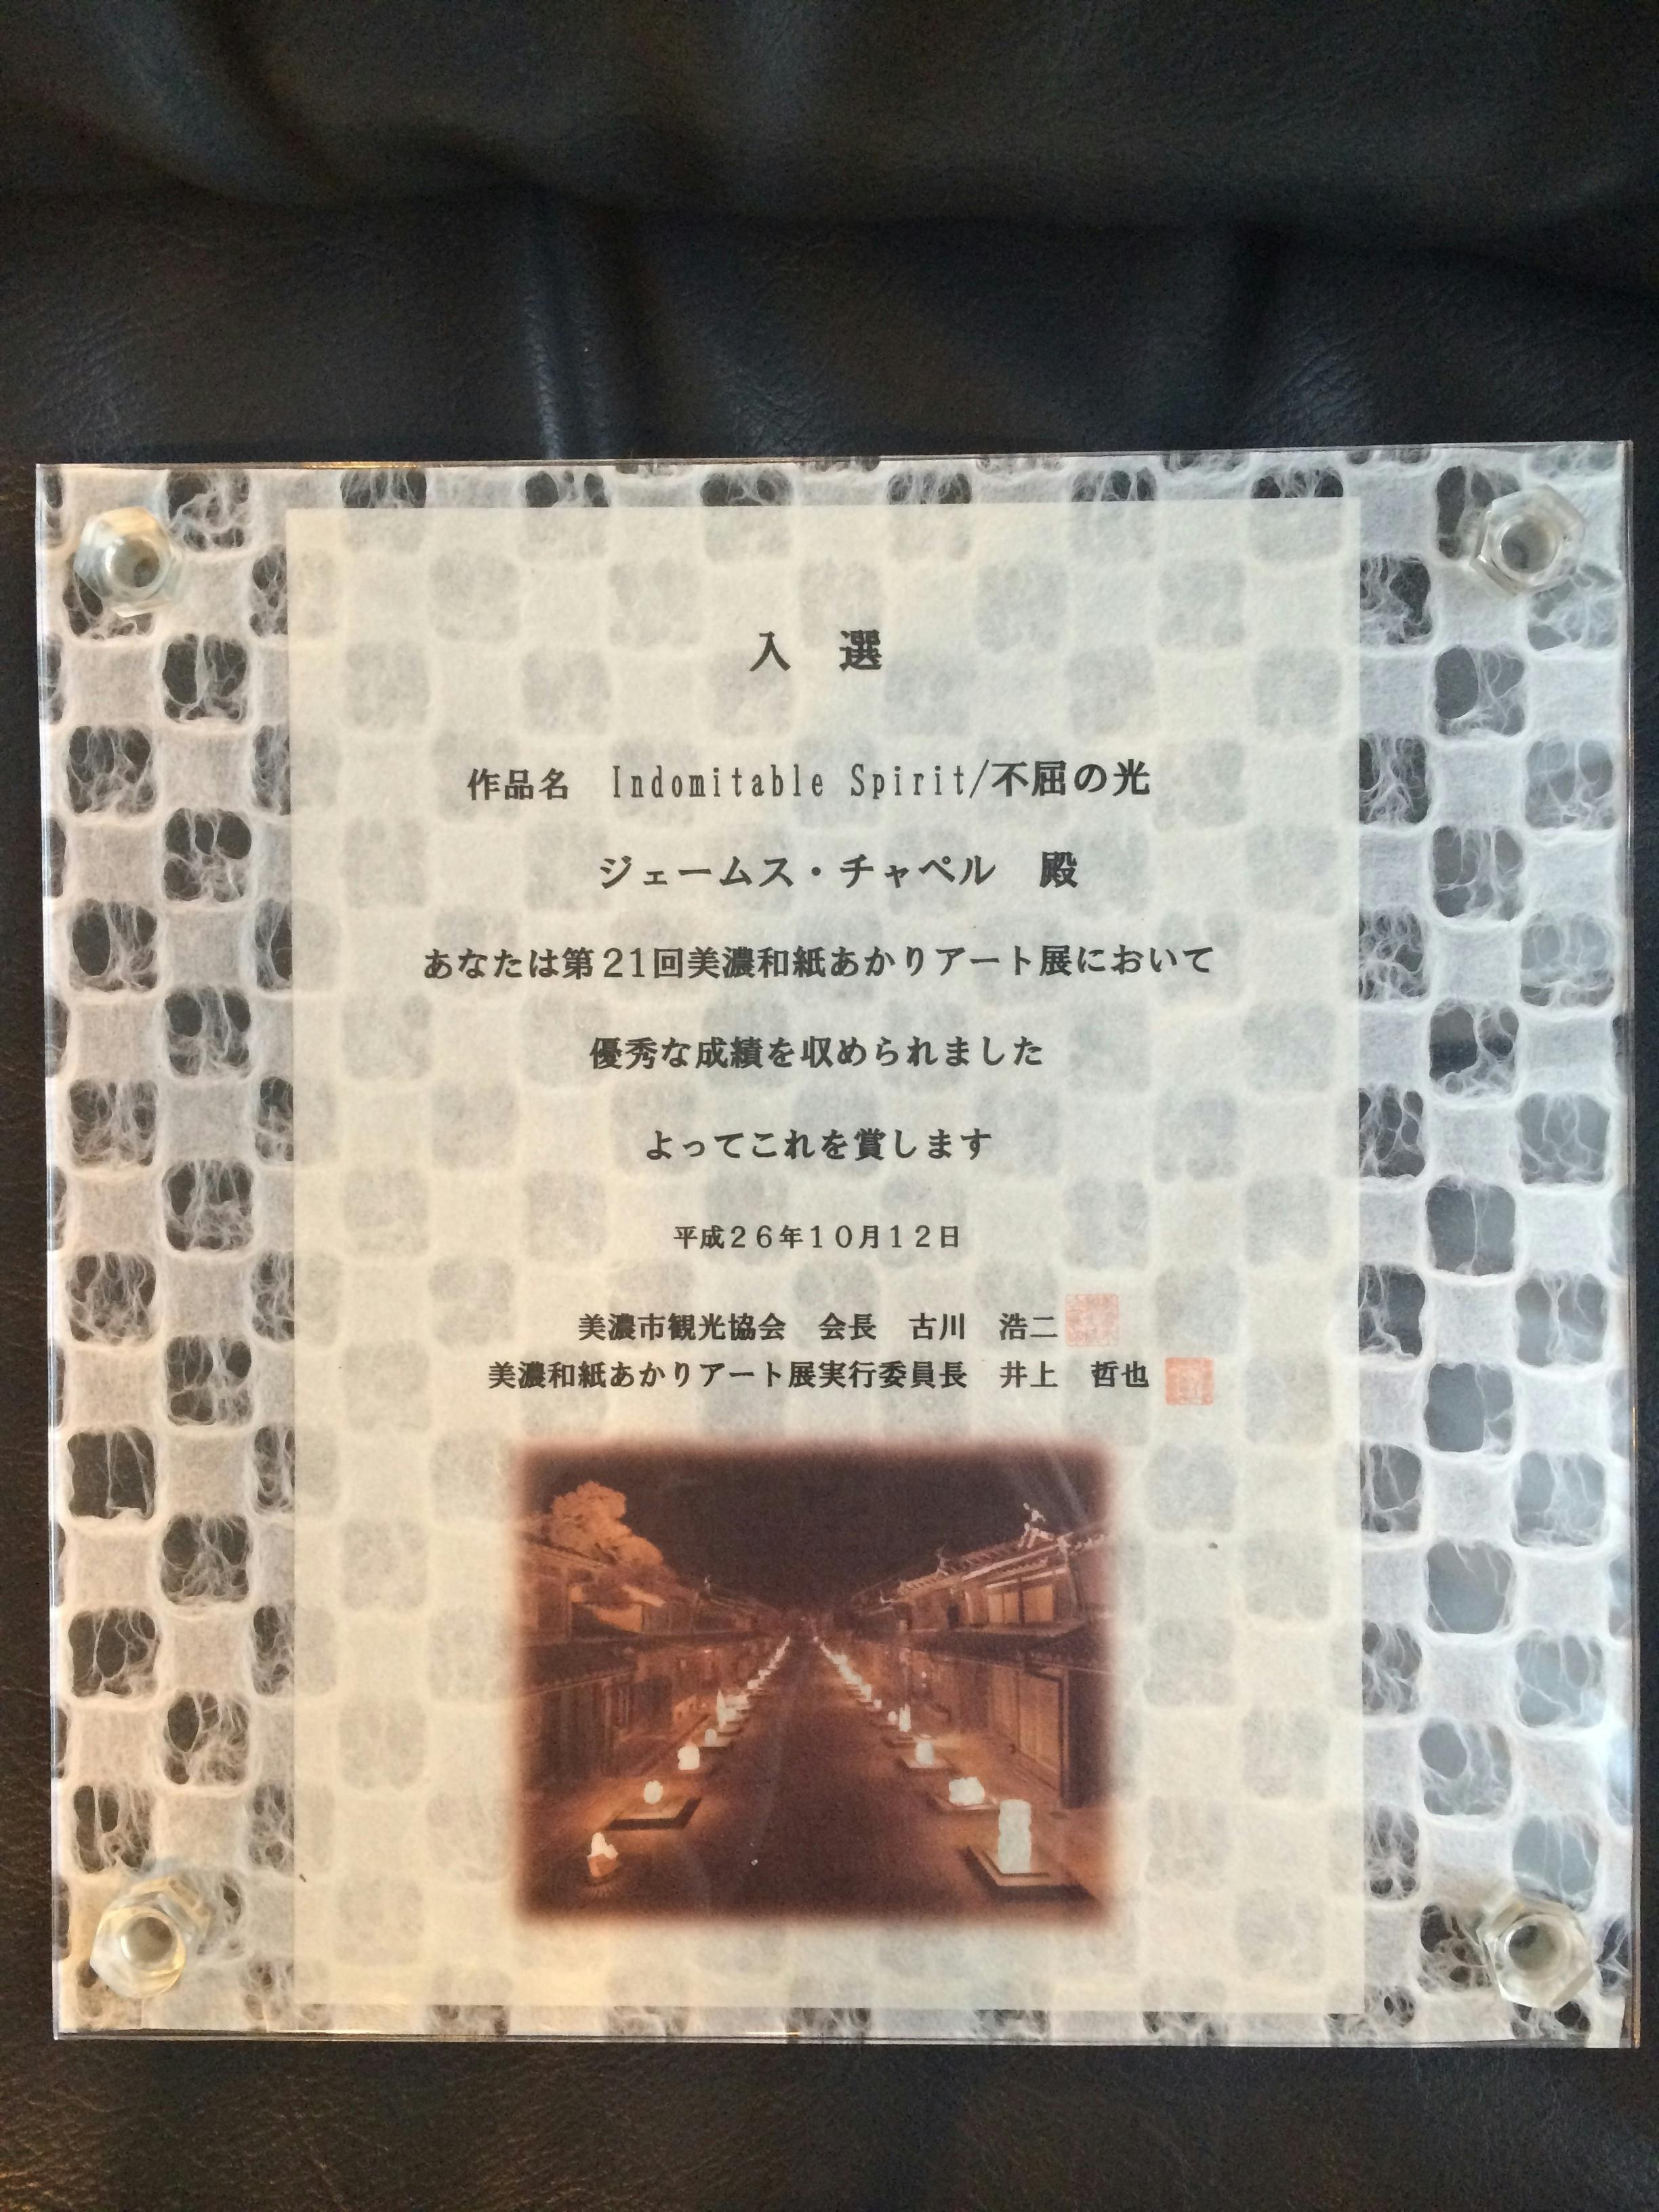 入　選
作品名　Indomitable Spirit/不屈の光
ジェームス・チャペル　殿
あなたは第21回美濃和紙あかりアート展において
優秀な成績を収められました
よってこれを賞します
平成２６年１０月１２日
美濃市観光協会　会長　古川　浩二
美濃和紙あかりアート展実行委員長　井上　哲也